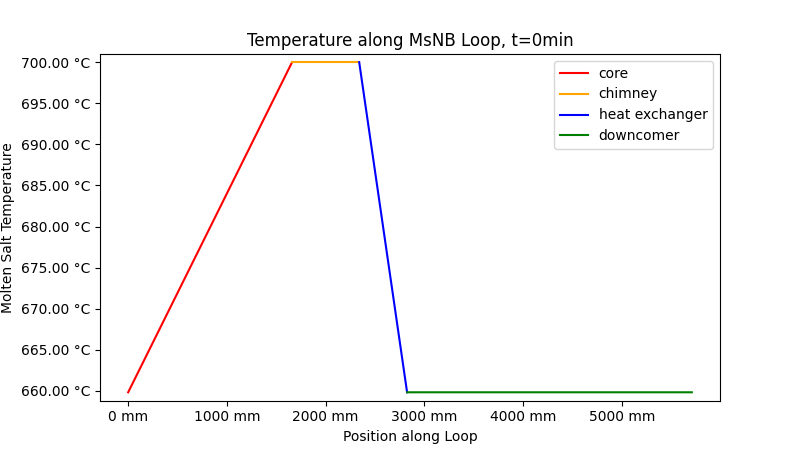 Temperature along MsNB Loop, t=0min
700.00 °C
695.00 °C
690.00 °C
685.00 °C
680.00 °C
675.00 °C
670.00 °C
665.00 °C
660.00 °C
Molten Salt Temperature
core
chimney
heat exchanger
downcomer
0 mm 1000 mm 2000 mm 3000 mm 4000 mm 5000 mm
Position along Loop